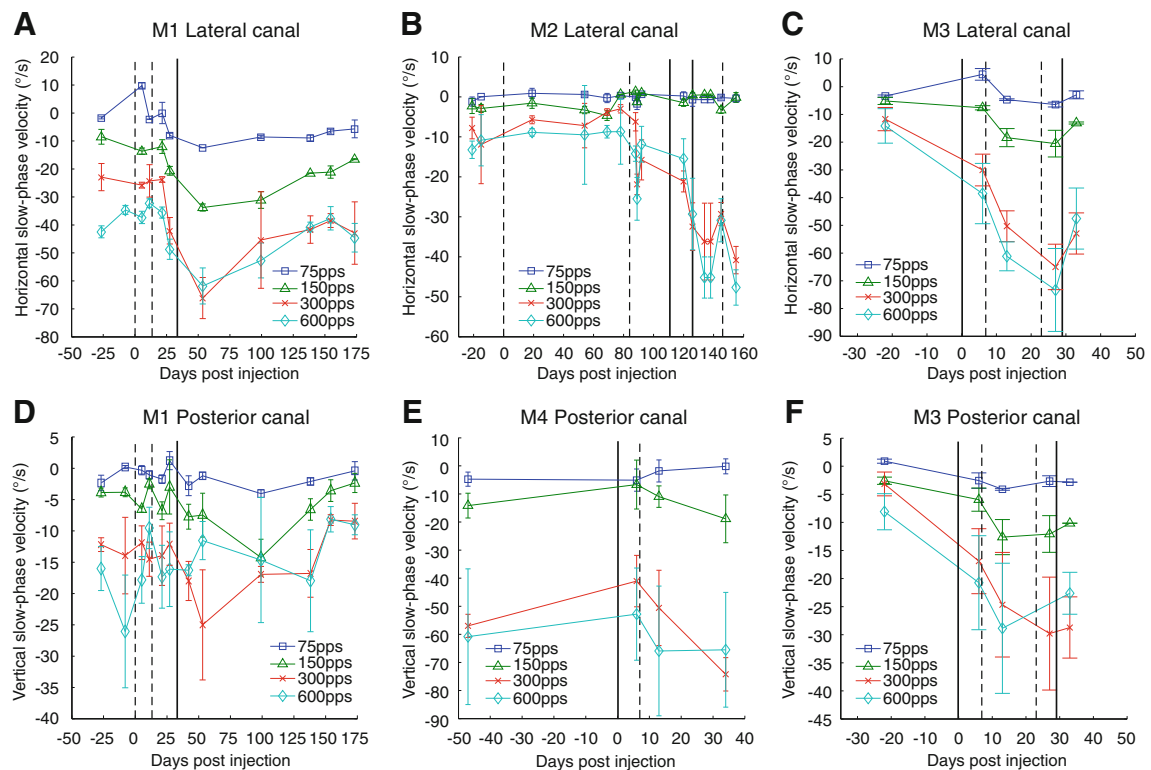 A
M1 Lateral canal
Horizontal slow-phase velocity (°/s)
20
10
0
-10
-20
-30
-40
-50
-60
-70
-80
75pps
150pps
300pps
600pps
-50 -25 0 25 50 75 100 125 150 175
Days post injection
B
M2 Lateral canal
Horizontal slow-phase velocity (°/s)
10
0
-10
-20
-30
-40
-50
-60
75pps
150pps
300pps
600pps
-20 0 20 40 60 80 100 120 140 160
Days post injection
C
M3 Lateral canal
Horizontal slow-phase velocity (°/s)
10
0
-10
-20
-30
-40
-50
-60
-70
-80
-90
75pps
150pps
300pps
600pps
-30 -20 -10 0 10 20 30 40 50
Days post injection
D
M1 Posterior canal
Vertical slow-phase velocity (°/s)
5
0
-5
-10
-15
-20
-25
-30
-35
-40
75pps
150pps
300pps
600pps
-50 -25 0 25 50 75 100 125 150 175
Days post injection
E
M4 Posterior canal
Vertical slow-phase velocity (°/s)
10
0
-10
-20
-30
-40
-50
-60
-70
-80
-90
75pps
150pps
300pps
600pps
-50 -40 -30 -20 -10 0 10 20 30 40
Days post injection
F
M3 Posterior canal
Vertical slow-phase velocity (°/s)
5
0
-5
-10
-15
-20
-25
-30
-35
-40
-45
75pps
150pps
300pps
600pps
-30 -20 -10 0 10 20 30 40 50
Days post injection